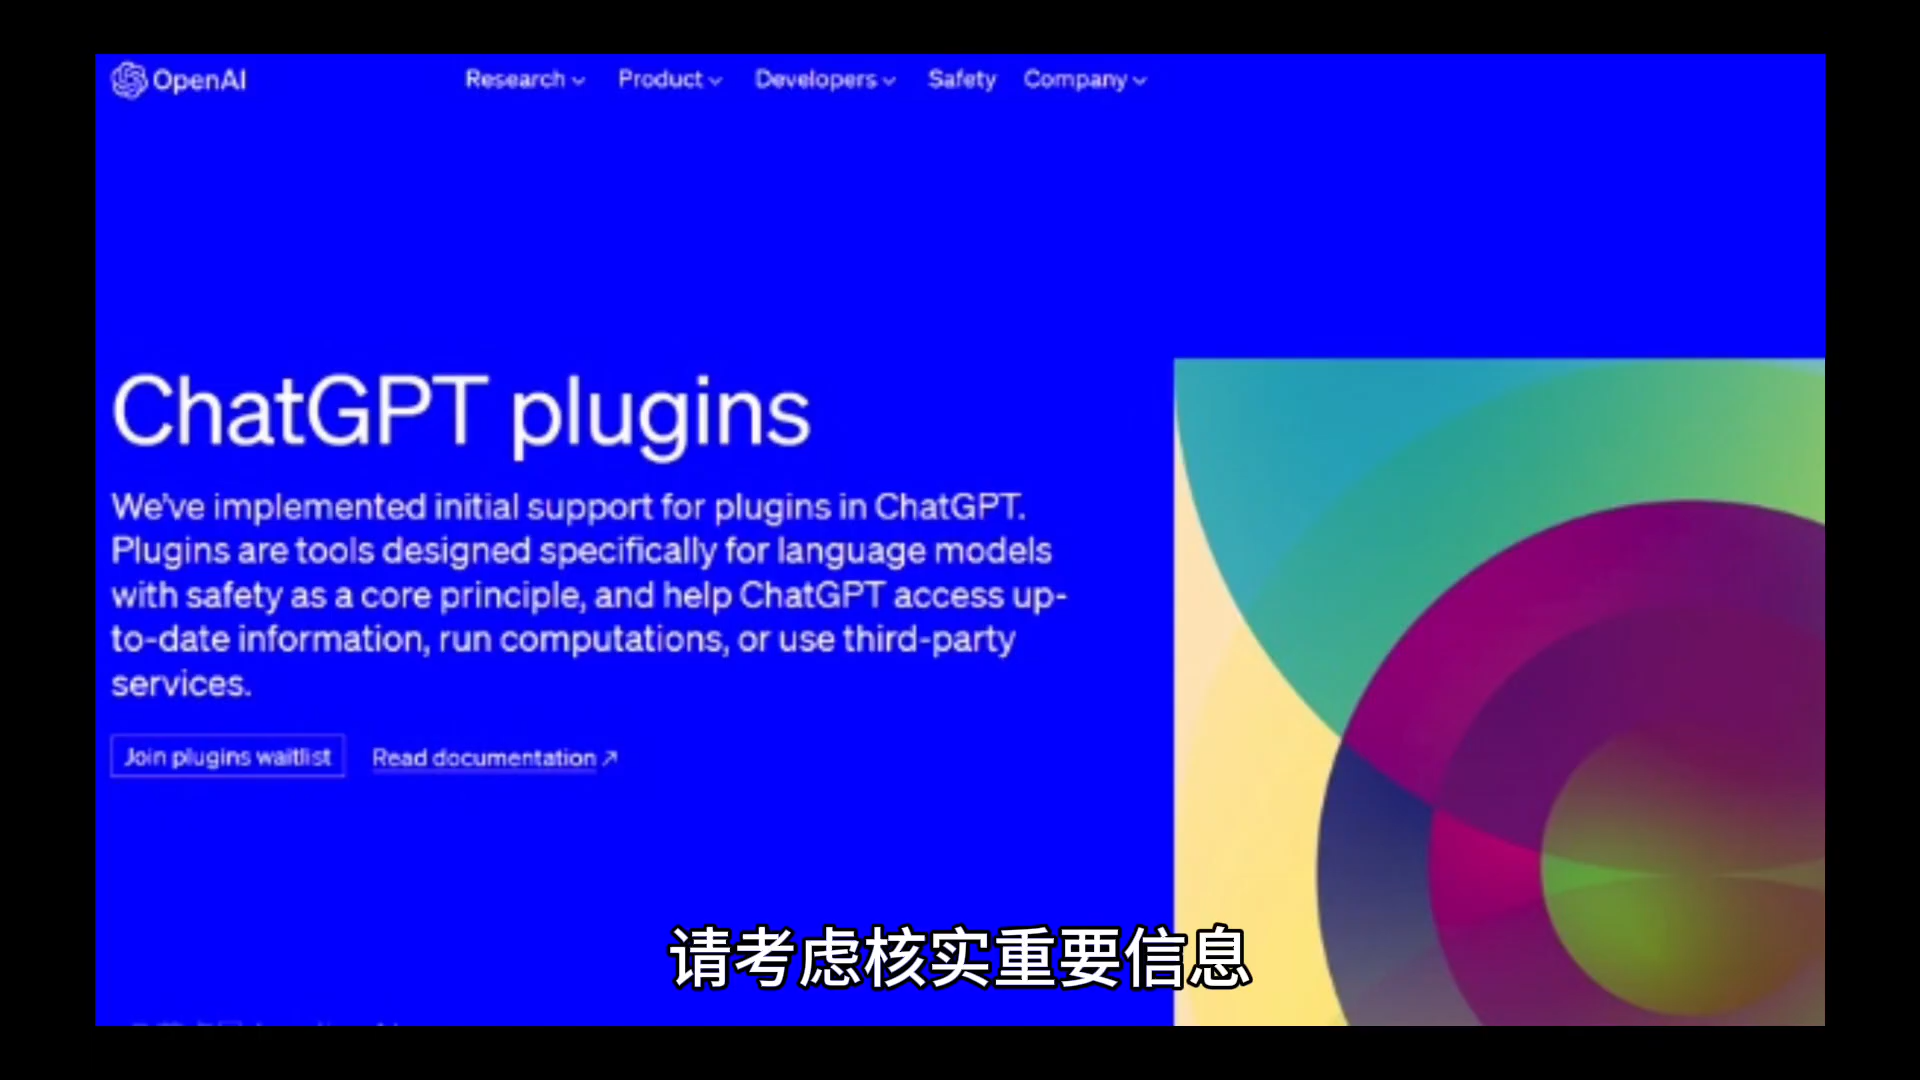 OpenAI
Research Product Developers Safety Company
ChatGPT plugins
We've implemented initial support for plugins in ChatGPT.
Plugins are tools designed specifically for language models
with safety as a core principle, and help ChatGPT access up-
to-date information, run computations, or use third-party
services.
Join plugins waitlist Read documentation ↗
请考虑核实重要信息